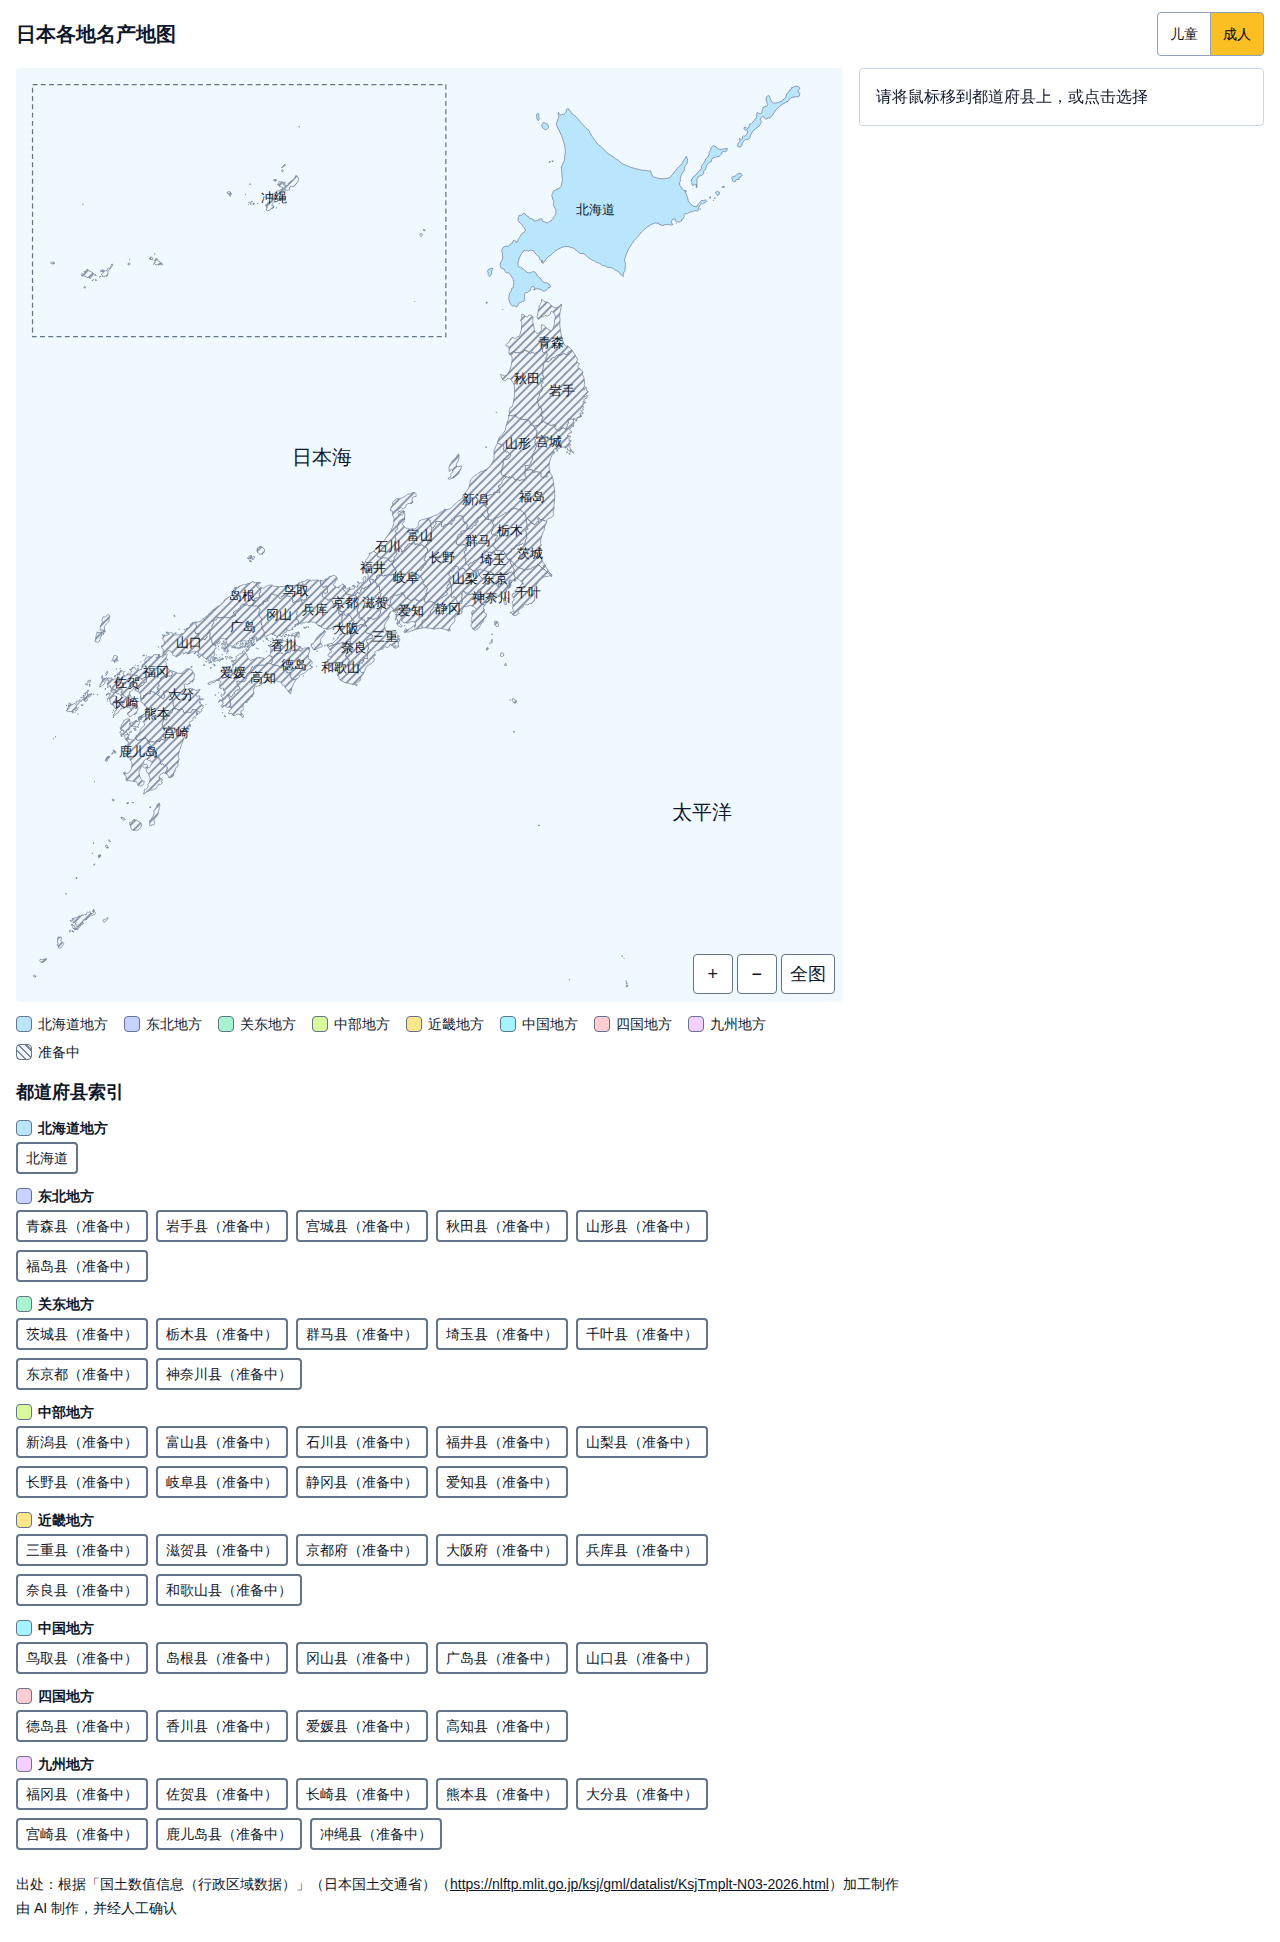 日本各地名产地图
儿童 成人
请将鼠标移到都道府县上，或点击选择
冲绳
北海道
青森
秋田
岩手
山形
宫城
日本海
新潟
福岛
富山
石川
栃木
群马
长野
埼玉
茨城
福井
岐阜
山梨
东京
千叶
神奈川
岛根
鸟取
冈山
兵库
京都
滋贺
爱知
静冈
广岛
大阪
三重
山口
香川
奈良
德岛
和歌山
爱媛
高知
福冈
佐贺
大分
长崎
熊本
宫崎
鹿儿岛
太平洋
+ − 全图
北海道地方 东北地方 关东地方 中部地方 近畿地方 中国地方 四国地方 九州地方
准备中
都道府县索引
北海道地方
北海道
东北地方
青森县（准备中） 岩手县（准备中） 宫城县（准备中） 秋田县（准备中） 山形县（准备中）
福岛县（准备中）
关东地方
茨城县（准备中） 栃木县（准备中） 群马县（准备中） 埼玉县（准备中） 千叶县（准备中）
东京都（准备中） 神奈川县（准备中）
中部地方
新潟县（准备中） 富山县（准备中） 石川县（准备中） 福井县（准备中） 山梨县（准备中）
长野县（准备中） 岐阜县（准备中） 静冈县（准备中） 爱知县（准备中）
近畿地方
三重县（准备中） 滋贺县（准备中） 京都府（准备中） 大阪府（准备中） 兵库县（准备中）
奈良县（准备中） 和歌山县（准备中）
中国地方
鸟取县（准备中） 岛根县（准备中） 冈山县（准备中） 广岛县（准备中） 山口县（准备中）
四国地方
德岛县（准备中） 香川县（准备中） 爱媛县（准备中） 高知县（准备中）
九州地方
福冈县（准备中） 佐贺县（准备中） 长崎县（准备中） 熊本县（准备中） 大分县（准备中）
宫崎县（准备中） 鹿儿岛县（准备中） 冲绳县（准备中）
出处：根据「国土数值信息（行政区域数据）」（日本国土交通省）（https://nlftp.mlit.go.jp/ksj/gml/datalist/KsjTmplt-N03-2026.html）加工制作
由 AI 制作，并经人工确认